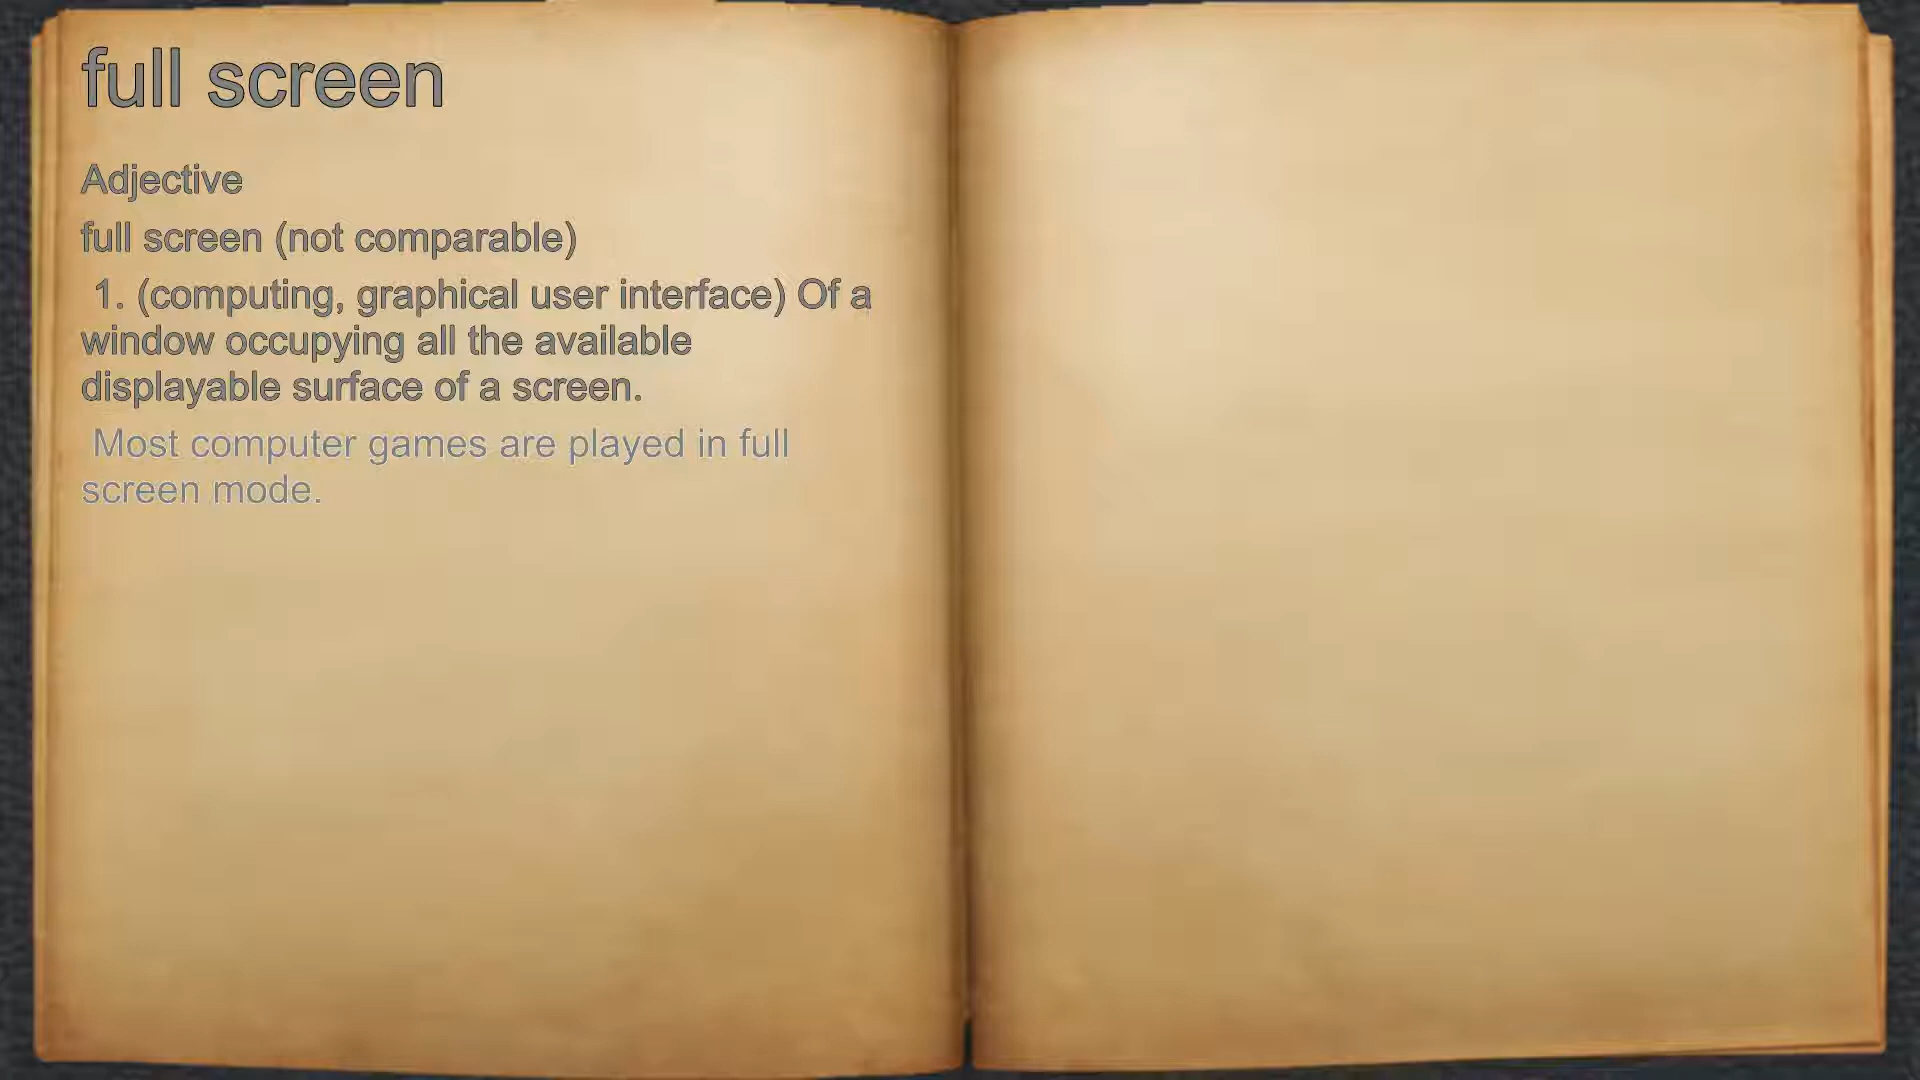 full screen
Adjective
full screen (not comparable)
1. (computing, graphical user interface) Of a
window occupying all the available
displayable surface of a screen.
Most computer games are played in full
screen mode.